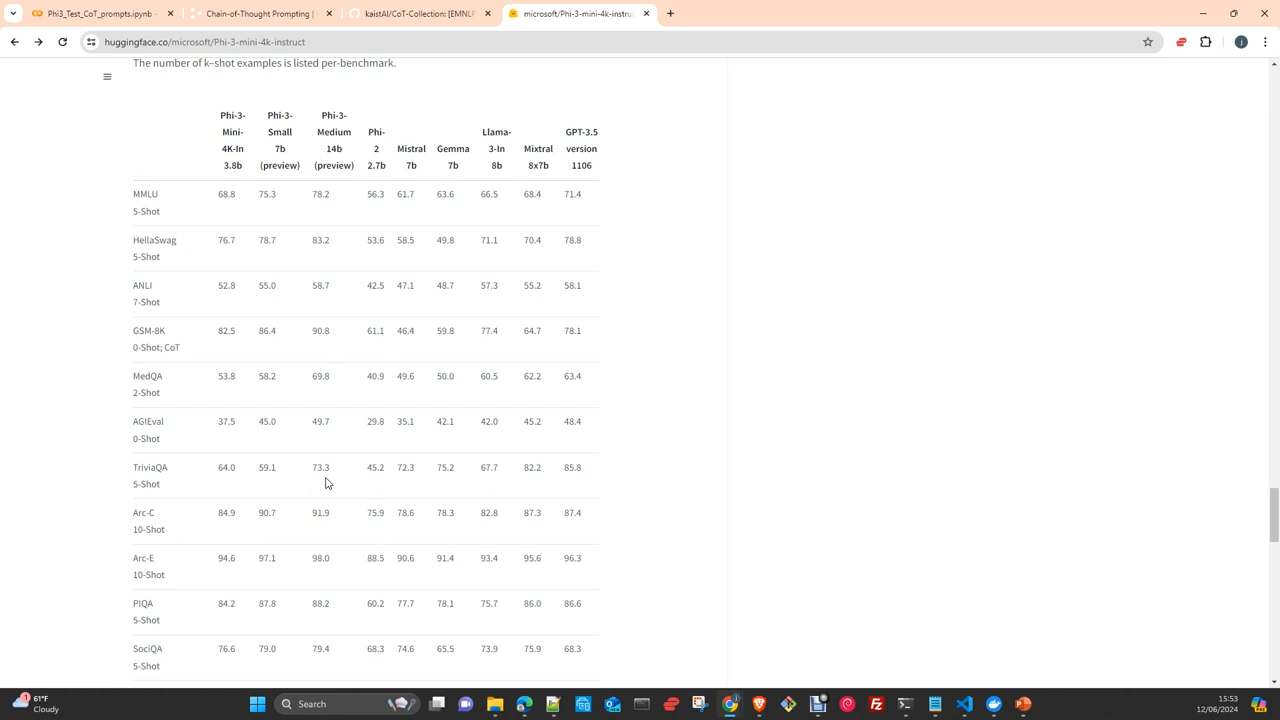 Phi3_Test_CoT_prompts.ipynb
Chain-of-Thought Prompting |
kaistAI/CoT-Collection: [EMNLP
microsoft/Phi-3-mini-4k-instruc
huggingface.co/microsoft/Phi-3-mini-4k-instruct
The number of k–shot examples is listed per-benchmark.
Phi-3-Mini-4K-In 3.8b Phi-3-Small 7b (preview) Phi-3-Medium 14b (preview) Phi-2 2.7b Mistral 7b Gemma 7b Llama-3-In 8b Mixtral 8x7b GPT-3.5 version 1106
MMLU 68.8 75.3 78.2 56.3 61.7 63.6 66.5 68.4 71.4
5-Shot
HellaSwag 76.7 78.7 83.2 53.6 58.5 49.8 71.1 70.4 78.8
5-Shot
ANLI 52.8 55.0 58.7 42.5 47.1 48.7 57.3 55.2 58.1
7-Shot
GSM-8K 82.5 86.4 90.8 61.1 46.4 59.8 77.4 64.7 78.1
0-Shot; CoT
MedQA 53.8 58.2 69.8 40.9 49.6 50.0 60.5 62.2 63.4
2-Shot
AGIEval 37.5 45.0 49.7 29.8 35.1 42.1 42.0 45.2 48.4
0-Shot
TriviaQA 64.0 59.1 73.3 45.2 72.3 75.2 67.7 82.2 85.8
5-Shot
Arc-C 84.9 90.7 91.9 75.9 78.6 78.3 82.8 87.3 87.4
10-Shot
Arc-E 94.6 97.1 98.0 88.5 90.6 91.4 93.4 95.6 96.3
10-Shot
PIQA 84.2 87.8 88.2 60.2 77.7 78.1 75.7 86.0 86.6
5-Shot
SociQA 76.6 79.0 79.4 68.3 74.6 65.5 73.9 75.9 68.3
5-Shot
1
61°F
Cloudy
Search
15:53
12/06/2024